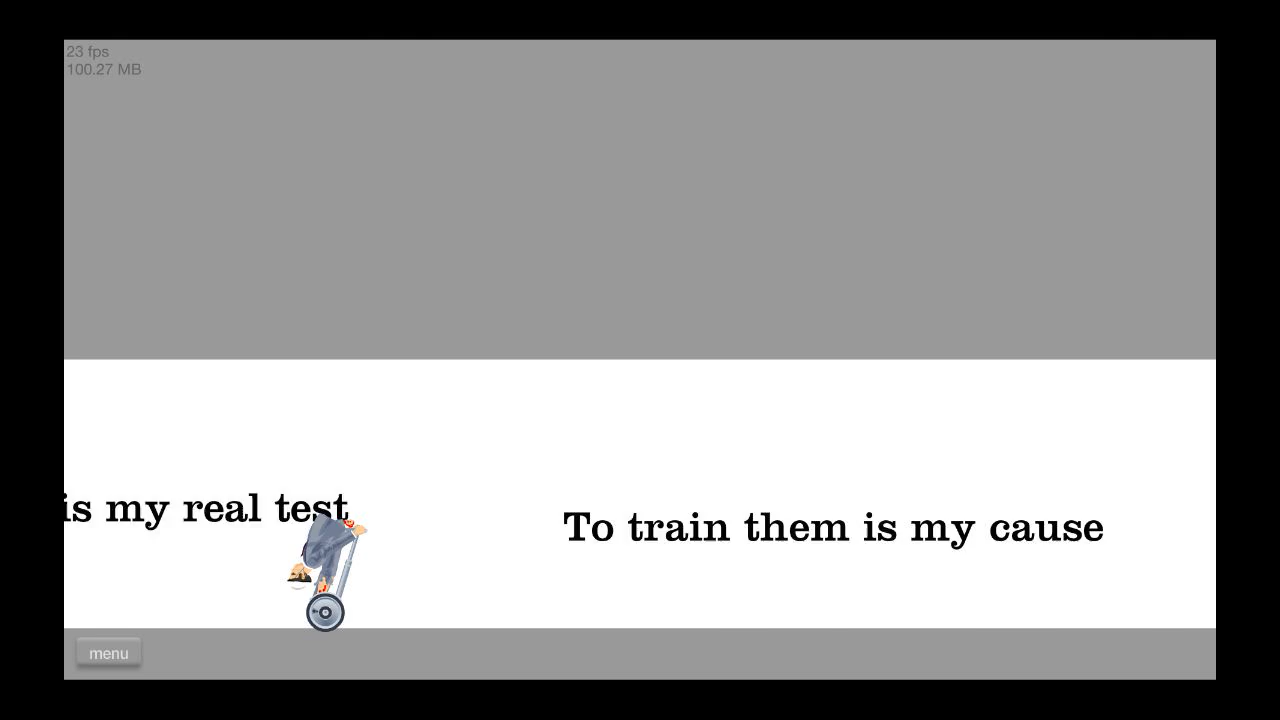 23 fps
100.27 MB
is my real test
To train them is my cause
menu